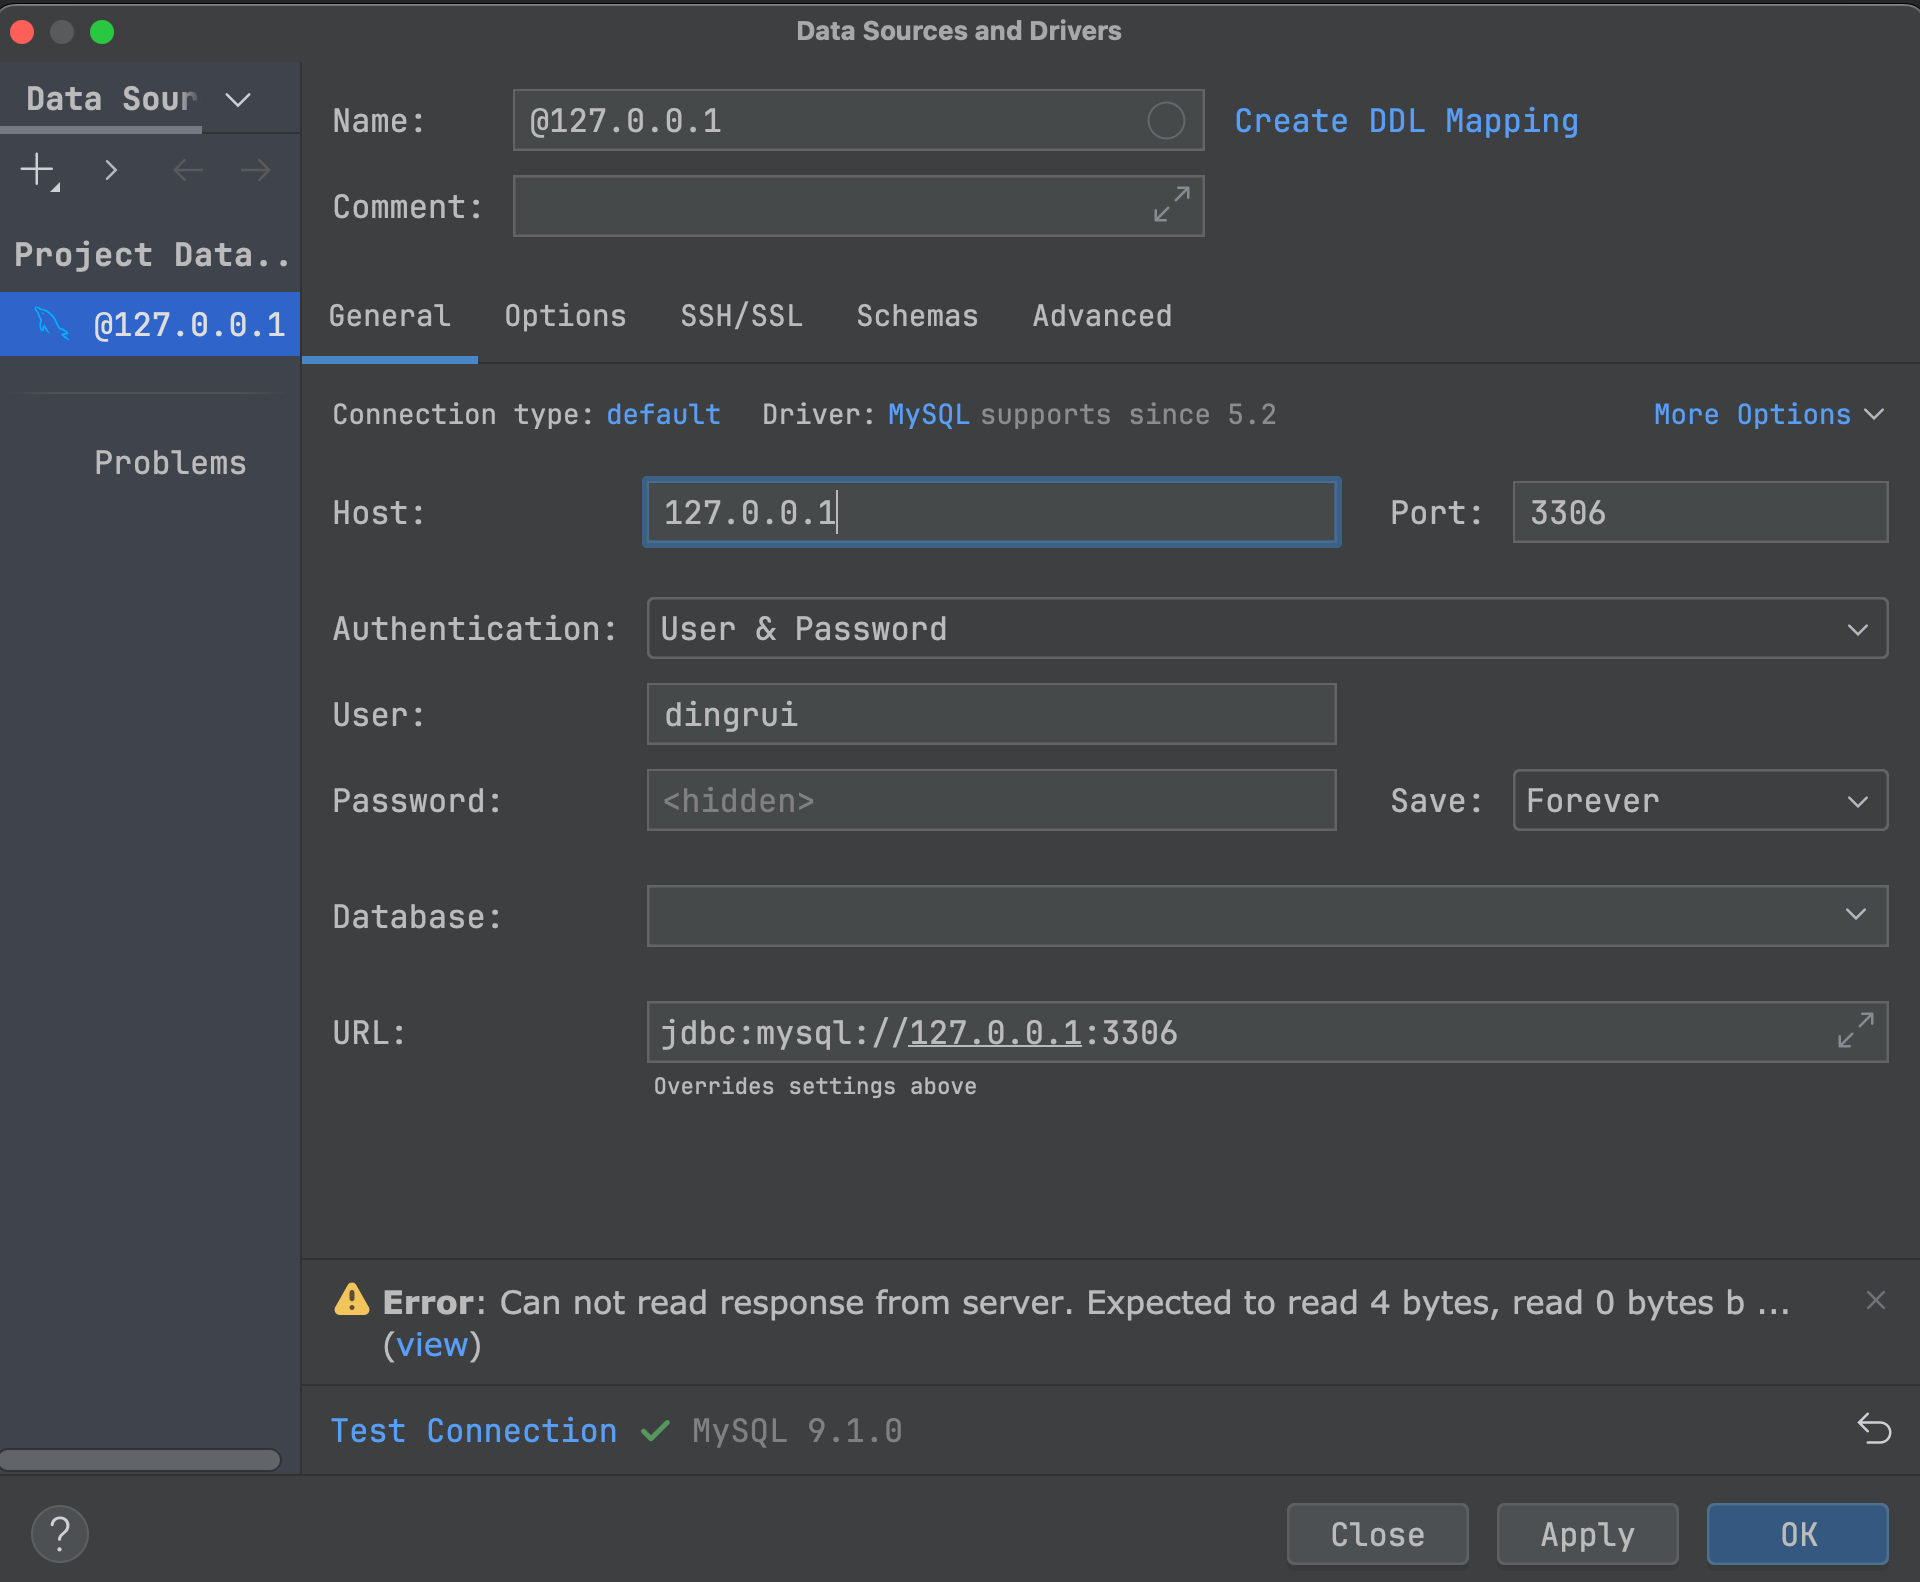 Data Sources and Drivers
Data Sour
Name: @127.0.0.1 Create DDL Mapping
Comment:
Project Data..
@127.0.0.1
Problems
General Options SSH/SSL Schemas Advanced
Connection type: default Driver: MySQL supports since 5.2 More Options
Host: 127.0.0.1 Port: 3306
Authentication: User & Password
User: dingrui
Password: <hidden> Save: Forever
Database:
URL: jdbc:mysql://127.0.0.1:3306
Overrides settings above
Error: Can not read response from server. Expected to read 4 bytes, read 0 bytes b ...
(view)
Test Connection MySQL 9.1.0
? Close Apply OK